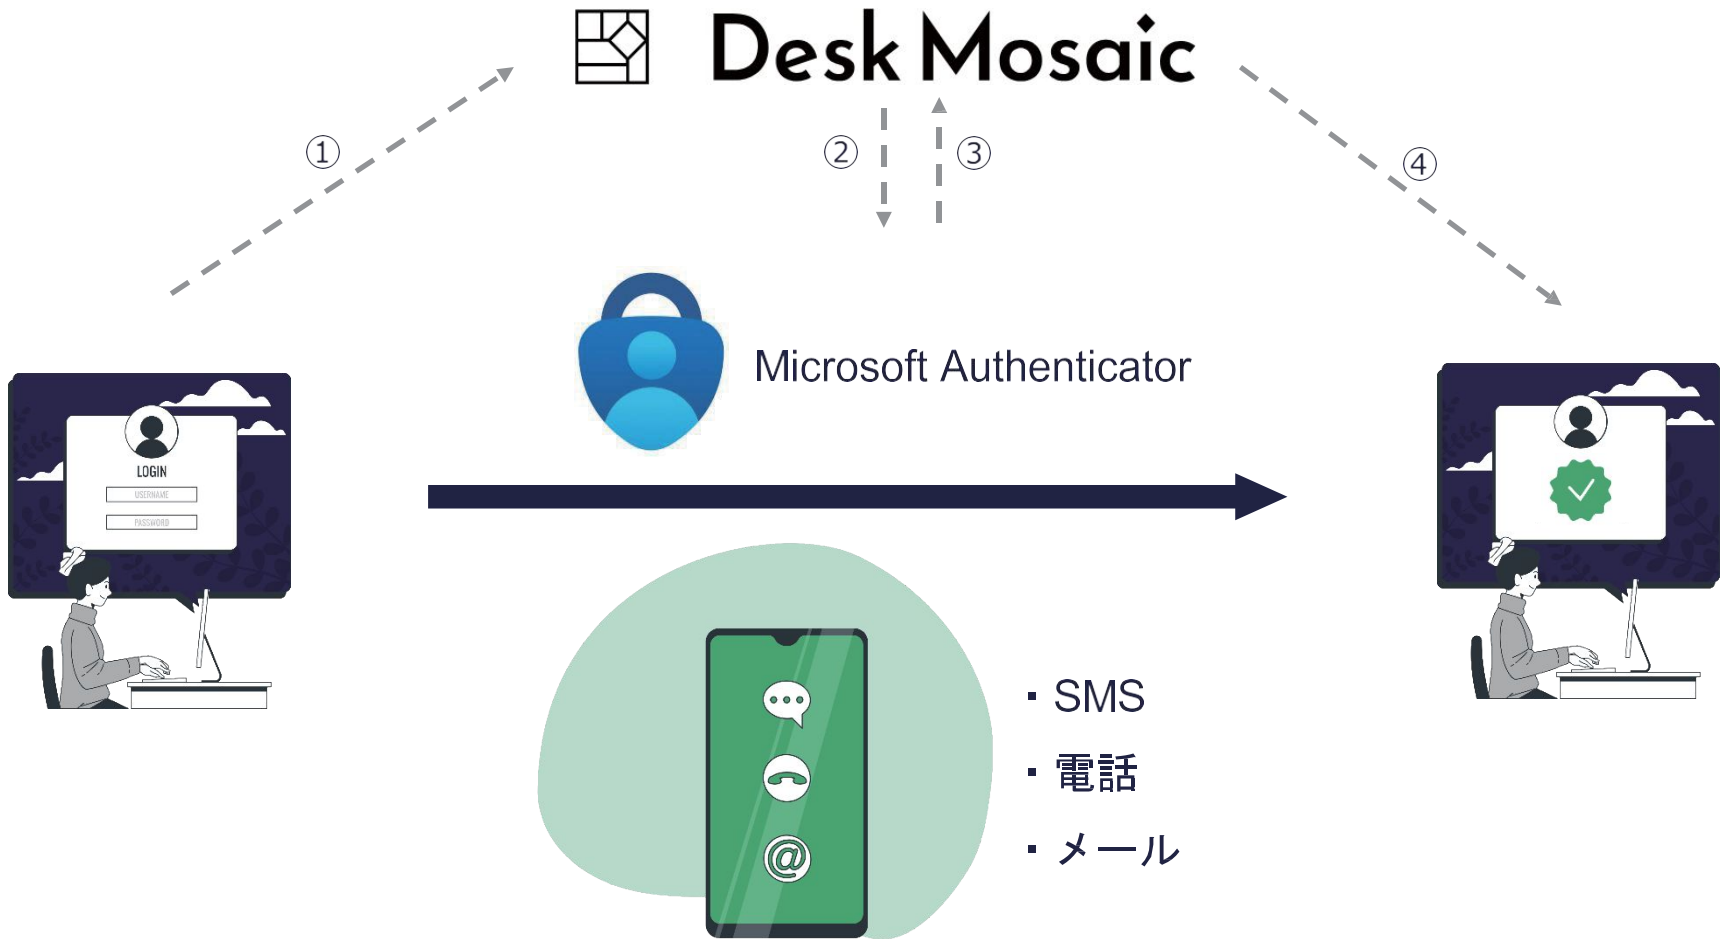 Desk Mosaic
①
②
③
④
Microsoft Authenticator
LOGIN
USERNAME
PASSWORD
・SMS
・電話
・メール